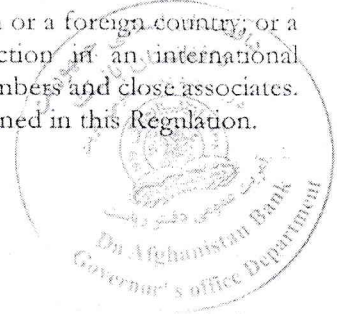 n or a foreign country; or a
ction in an international
mbers and close associates.
ned in this Regulation.
Da Afghanistan Bank
Governor's office Department